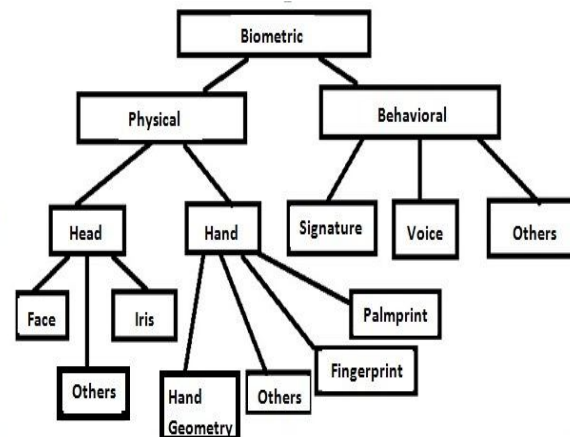 Biometric
Physical
Behavioral
Head
Hand
Signature
Voice
Others
Face
Iris
Palmprint
Others
Hand
Geometry
Others
Fingerprint